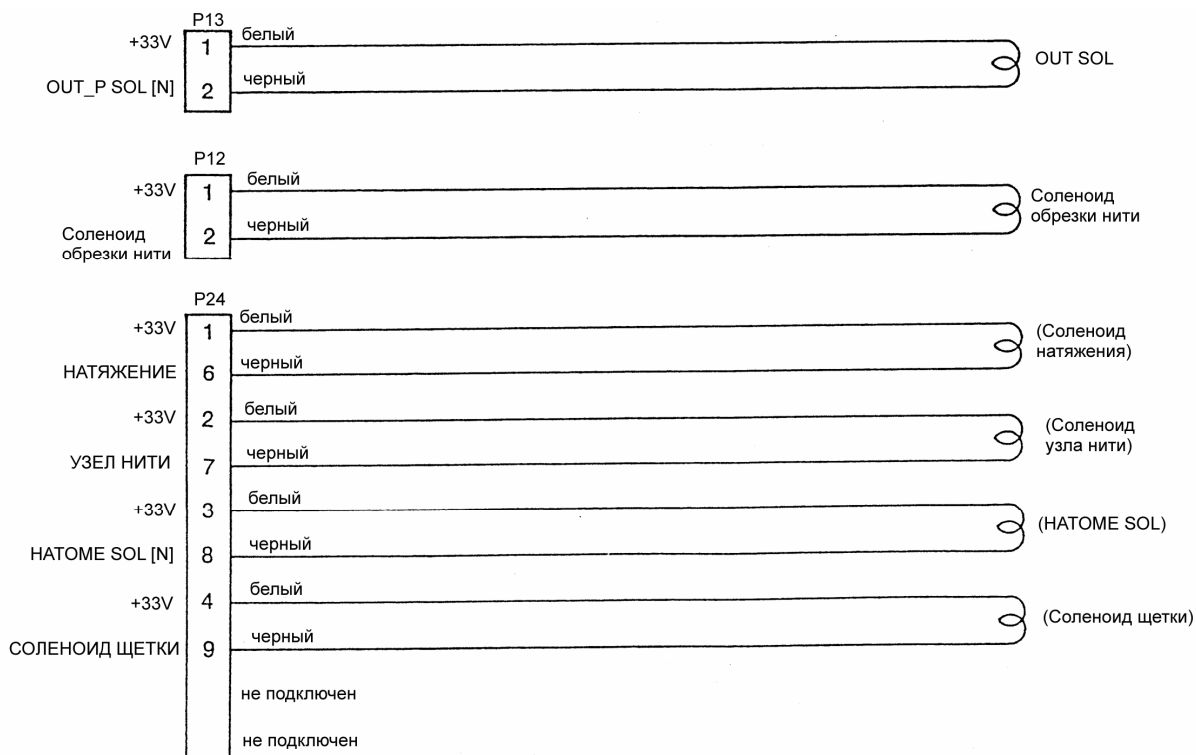 P13
+33V 1 белый
OUT SOL
OUT_P SOL [N] 2 черный
P12
+33V 1 белый
Соленоид
обрезки нити
Соленоид
обрезки нити
2 черный
P24
+33V 1 белый
(Соленоид
натяжения)
НАТЯЖЕНИЕ 6 черный
+33V 2 белый
(Соленоид
узла нити)
УЗЕЛ НИТИ 7 черный
+33V 3 белый
(HATOME SOL)
HATOME SOL [N] 8 черный
+33V 4 белый
(Соленоид щетки)
СОЛЕНОИД ЩЕТКИ 9 черный
не подключен
не подключен